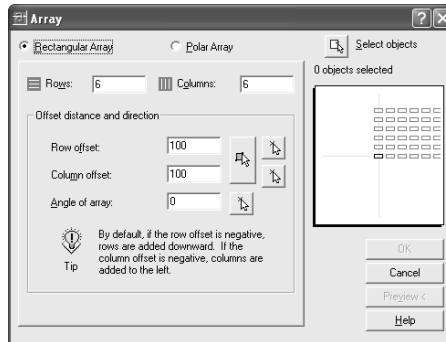 Array
Rectangular Array
Polar Array
Select objects
0 objects selected
Rows: 6
Columns: 6
Offset distance and direction
Row offset: 100
Column offset: 100
Angle of array: 0
Tip
By default, if the row offset is negative,
rows are added downward. If the
column offset is negative, columns are
added to the left.
OK
Cancel
Preview <
Help